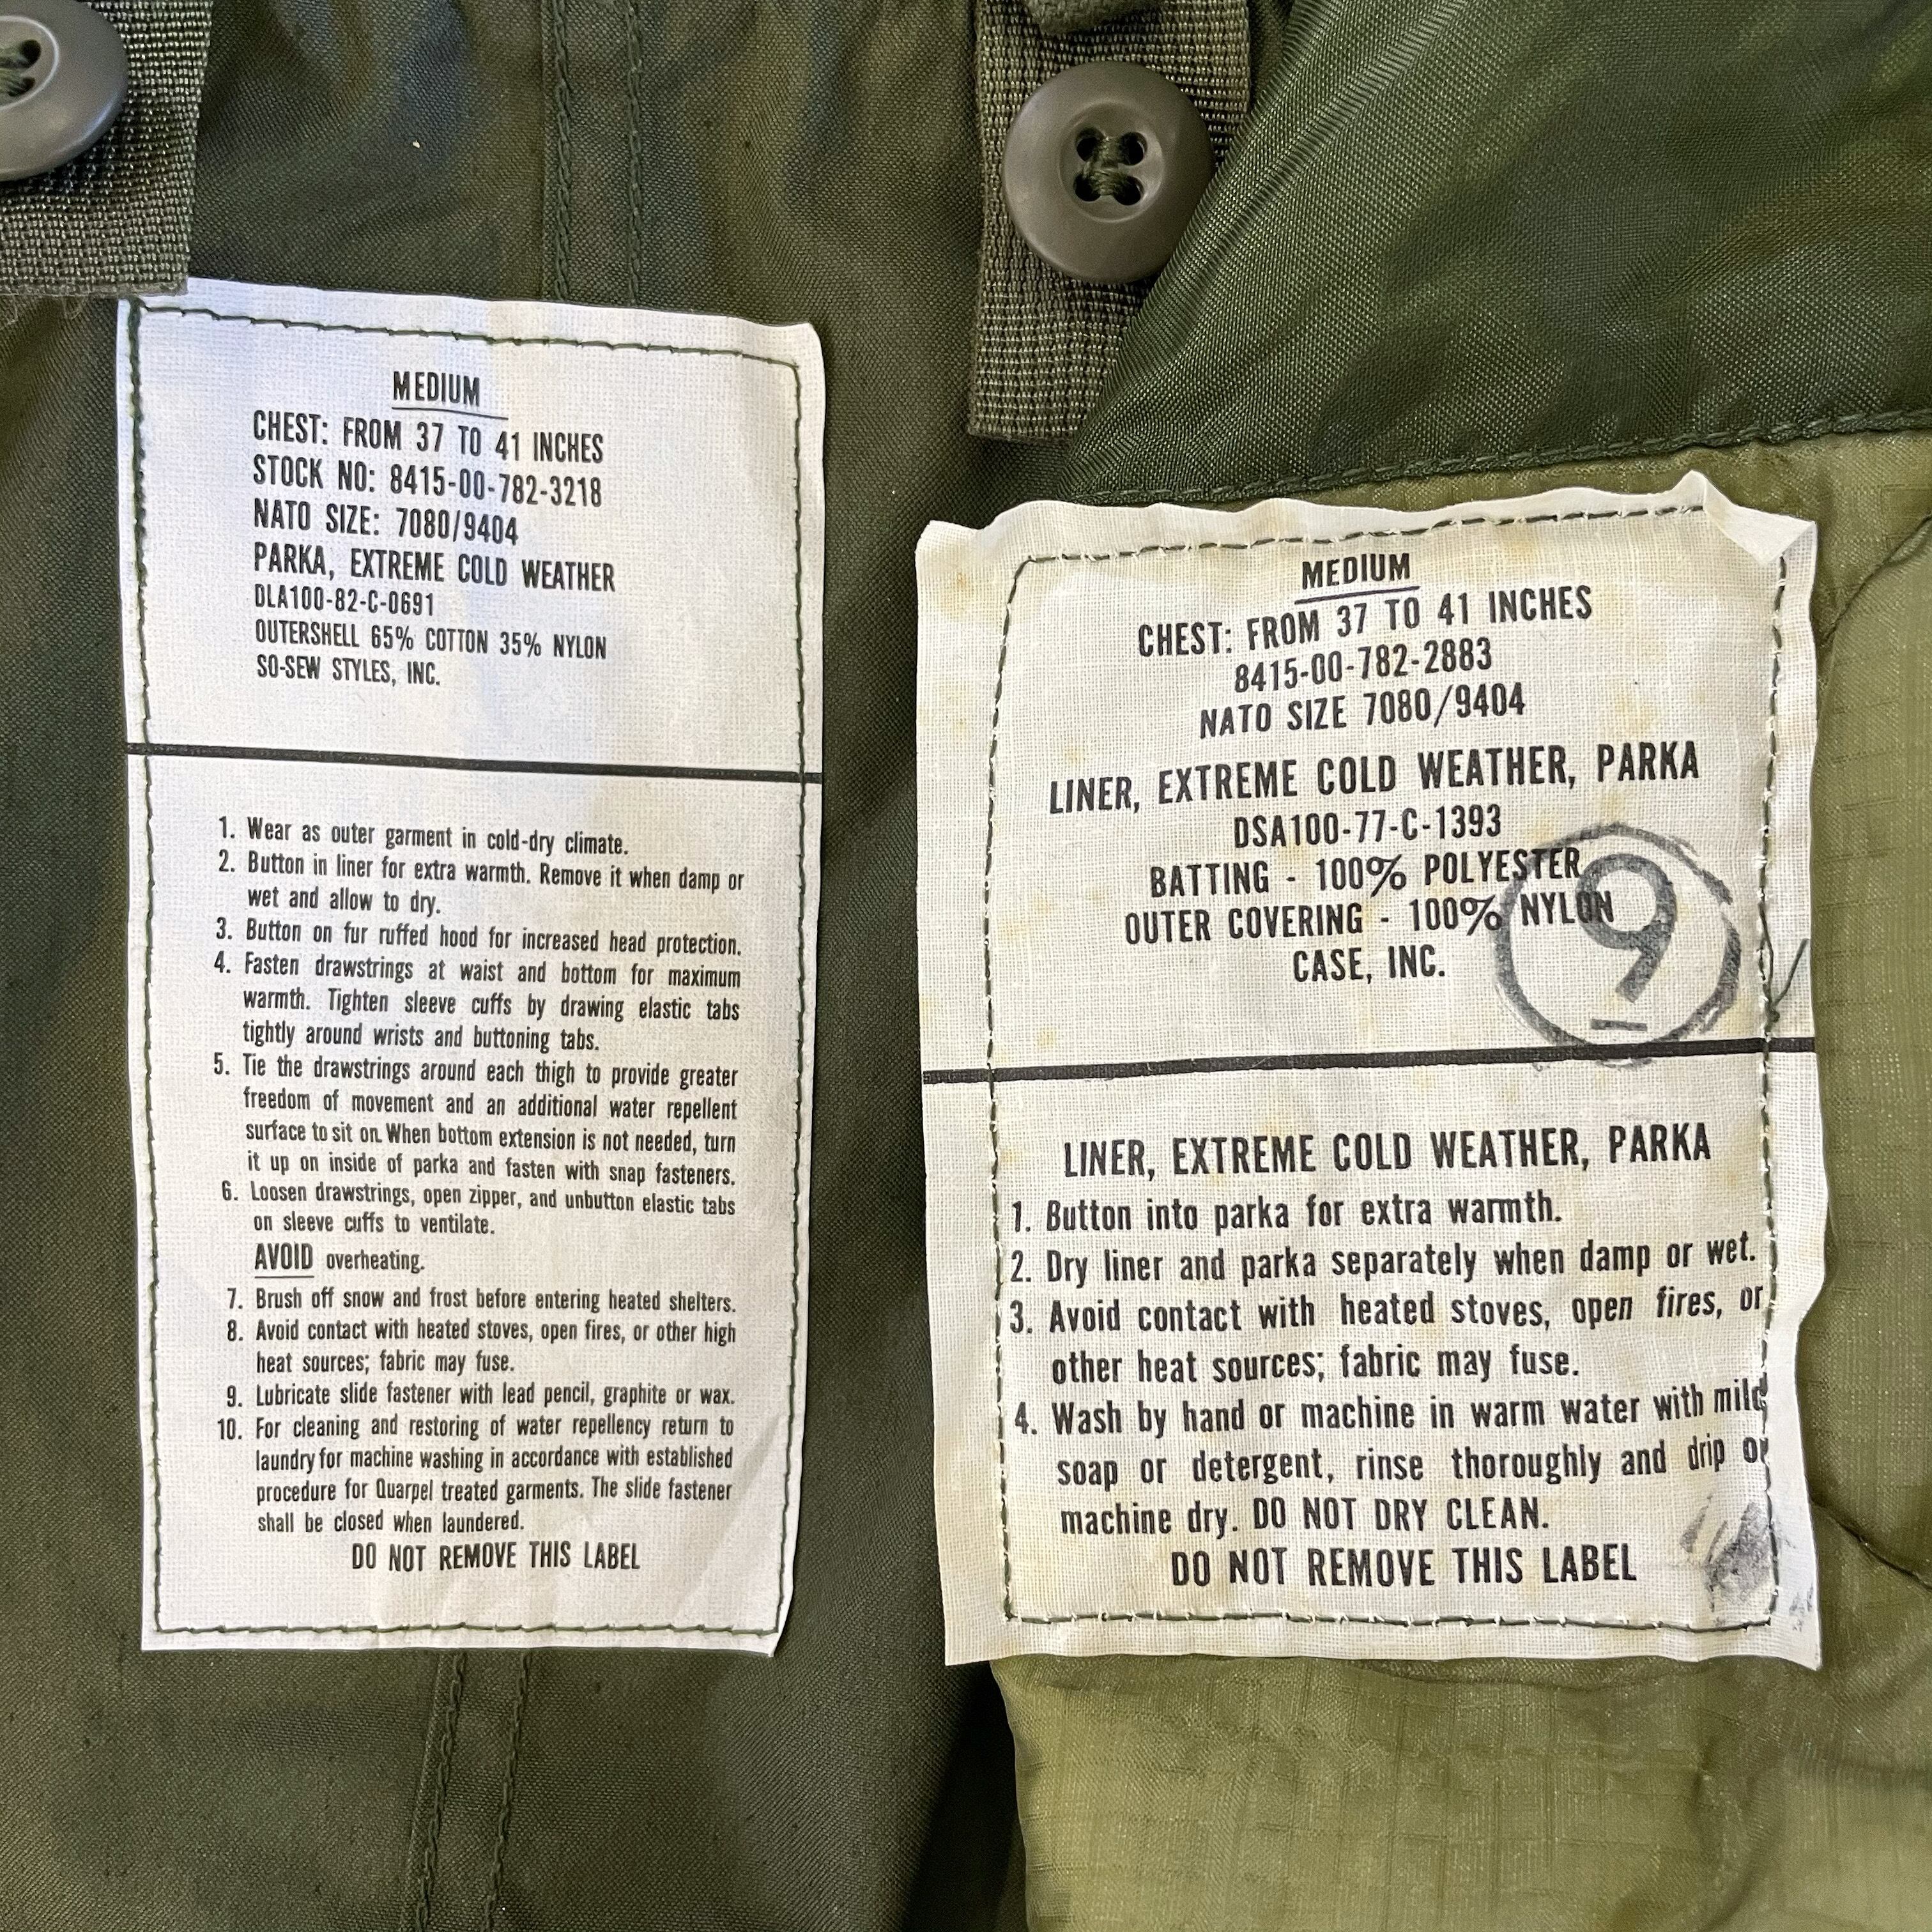 MEDIUM
CHEST: FROM 37 TO 41 INCHES
STOCK NO: 8415-00-782-3218
NATO SIZE: 7080/9404
PARKA, EXTREME COLD WEATHER
DLA100-82-C-0691
OUTERSHELL 65% COTTON 35% NYLON
SO-SEW STYLES, INC.
1. Wear as outer garment in cold-dry climate.
2. Button in liner for extra warmth. Remove it when damp or
wet and allow to dry.
3. Button on fur ruffed hood for increased head protection.
4. Fasten drawstrings at waist and bottom for maximum
warmth. Tighten sleeve cuffs by drawing elastic tabs
tightly around wrists and buttoning tabs.
5. Tie the drawstrings around each thigh to provide greater
freedom of movement and an additional water repellent
surface to sit on. When bottom extension is not needed, turn
it up on inside of parka and fasten with snap fasteners.
6. Loosen drawstrings, open zipper, and unbutton elastic tabs
on sleeve cuffs to ventilate.
AVOID overheating.
7. Brush off snow and frost before entering heated shelters.
8. Avoid contact with heated stoves, open fires, or other high
heat sources; fabric may fuse.
9. Lubricate slide fastener with lead pencil, graphite or wax.
10. For cleaning and restoring of water repellency return to
laundry for machine washing in accordance with established
procedure for Quarpel treated garments. The slide fastener
shall be closed when laundered.
DO NOT REMOVE THIS LABEL
MEDIUM
CHEST: FROM 37 TO 41 INCHES
8415-00-782-2883
NATO SIZE 7080/9404
LINER, EXTREME COLD WEATHER, PARKA
DSA100-77-C-1393
BATTING - 100% POLYESTER
OUTER COVERING - 100% NYLON
CASE, INC.
9
LINER, EXTREME COLD WEATHER, PARKA
1. Button into parka for extra warmth.
2. Dry liner and parka separately when damp or wet.
3. Avoid contact with heated stoves, open fires, or
other heat sources; fabric may fuse.
4. Wash by hand or machine in warm water with mild
soap or detergent, rinse thoroughly and drip or
machine dry. DO NOT DRY CLEAN.
DO NOT REMOVE THIS LABEL